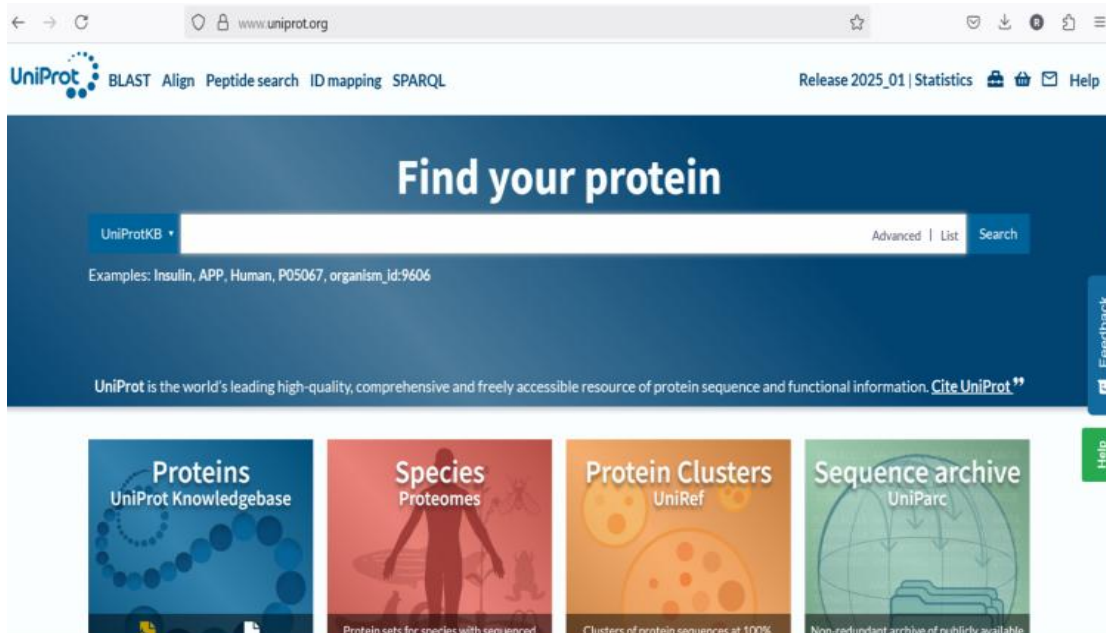 www.uniprot.org
UniProt BLAST Align Peptide search ID mapping SPARQL
Release 2025_01 | Statistics Help
Find your protein
UniProtKB
Advanced | List Search
Examples: Insulin, APP, Human, P05067, organism_id:9606
Feedback
UniProt is the world's leading high-quality, comprehensive and freely accessible resource of protein sequence and functional information. Cite UniProt ”
Help
Proteins
UniProt Knowledgebase
Species
Proteomes
Protein Clusters
UniRef
Sequence archive
UniParc
Protein sets for species with sequenced
Clusters of protein sequences at 100%,
Non-redundant archive of publicly available